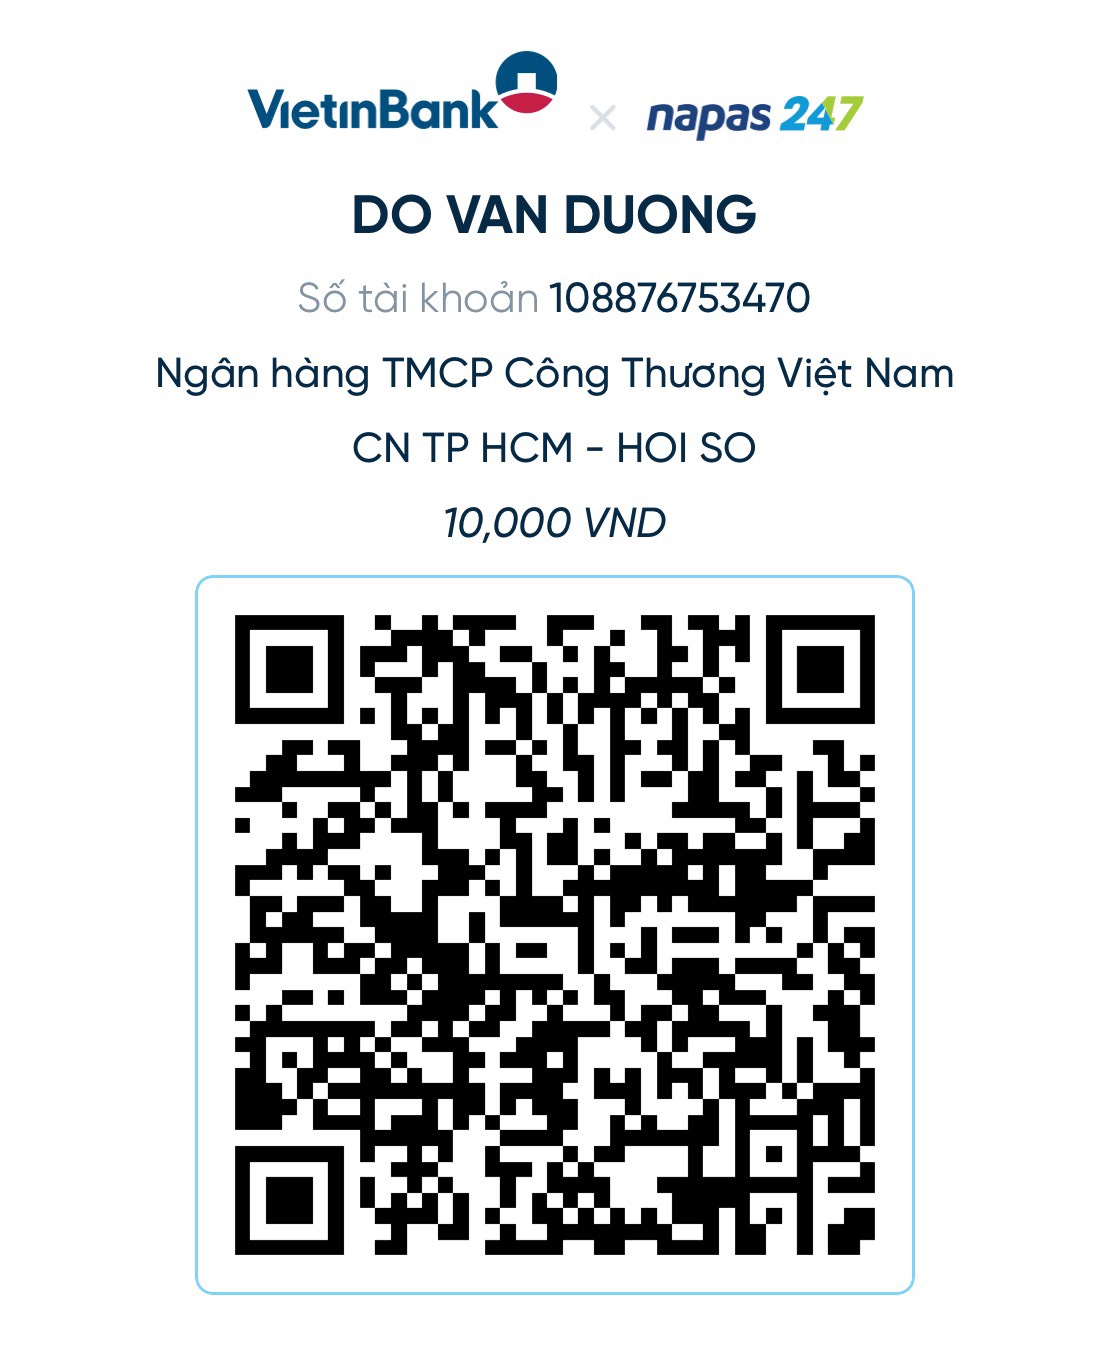 VietinBank × napas 247
DO VAN DUONG
Số tài khoản 108876753470
Ngân hàng TMCP Công Thương Việt Nam
CN TP HCM - HOI SO
10,000 VND